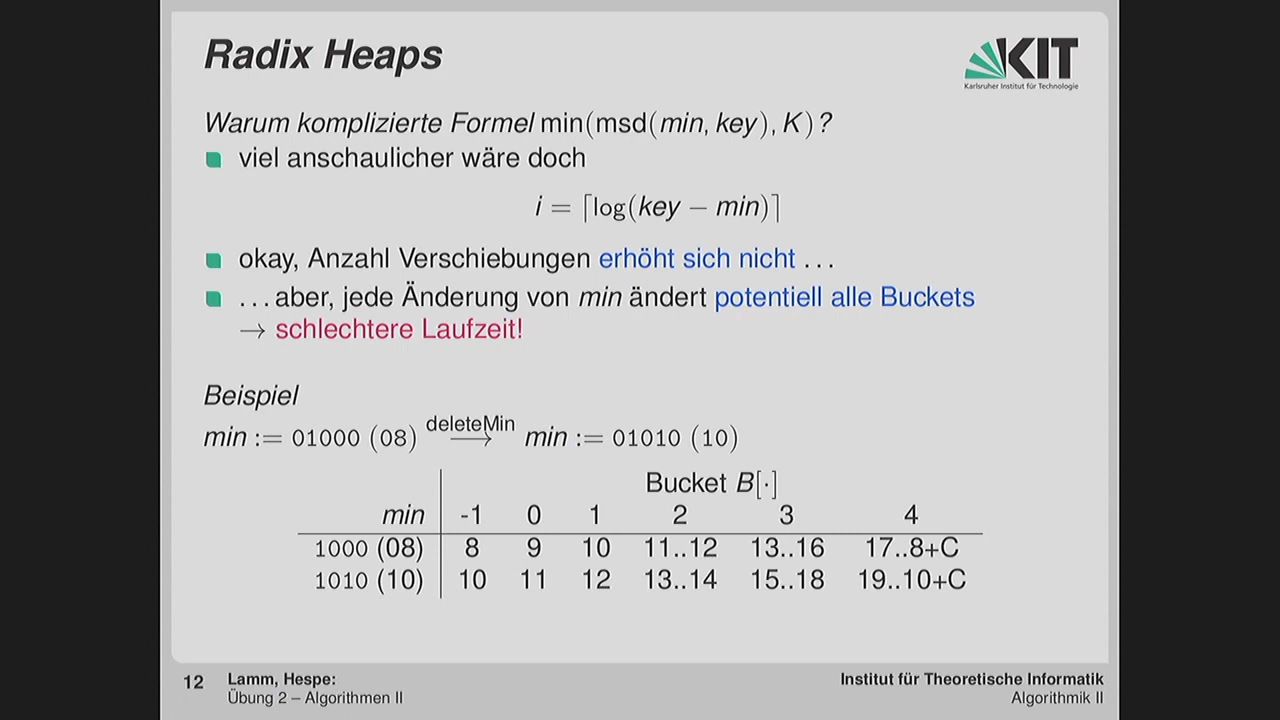 Radix Heaps
KIT
Karlsruher Institut für Technologie
Warum komplizierte Formel min(msd(min, key), K)?
viel anschaulicher wäre doch
i = ⌈log(key − min)⌉
okay, Anzahl Verschiebungen erhöht sich nicht ...
... aber, jede Änderung von min ändert potentiell alle Buckets
→ schlechtere Laufzeit!
Beispiel
deleteMin
min := 01000 (08) → min := 01010 (10)
Bucket B[·]
min -1 0 1 2 3 4
1000 (08) 8 9 10 11..12 13..16 17..8+C
1010 (10) 10 11 12 13..14 15..18 19..10+C
12 Lamm, Hespe: Institut für Theoretische Informatik
Übung 2 – Algorithmen II Algorithmik II